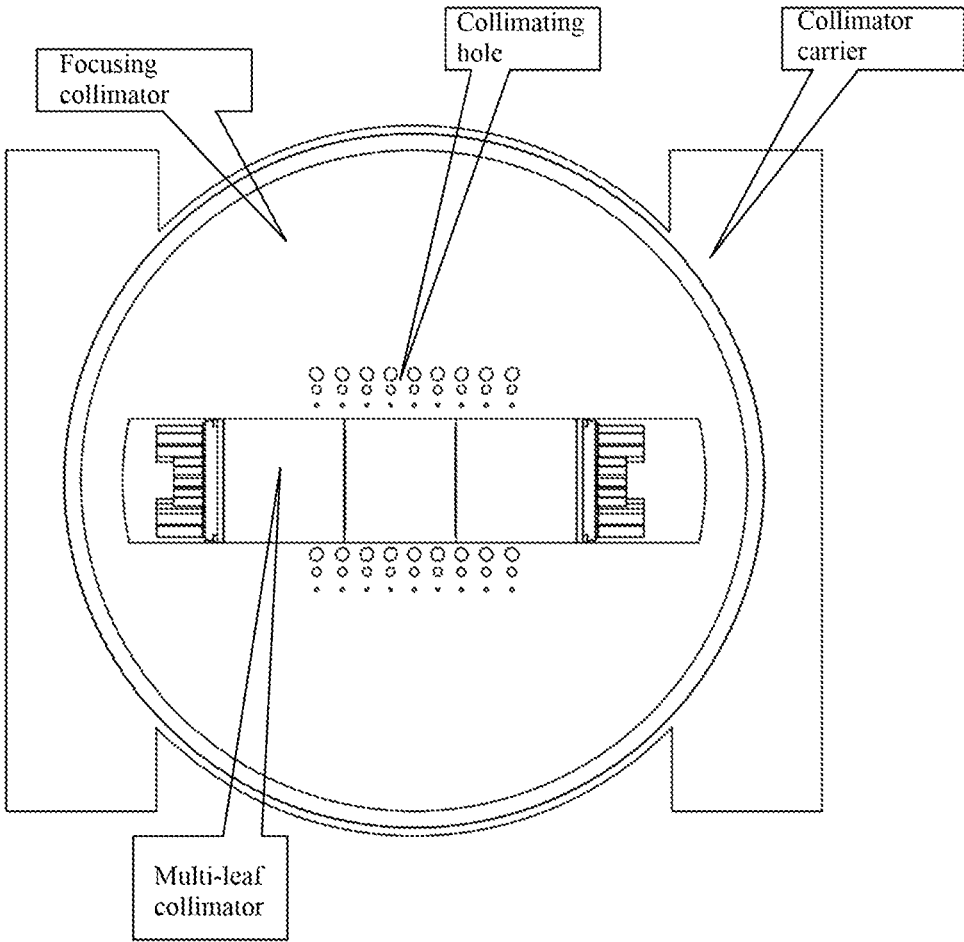 Collimating
hole
Collimator
carrier
Focusing
collimator
Multi-leaf
collimator